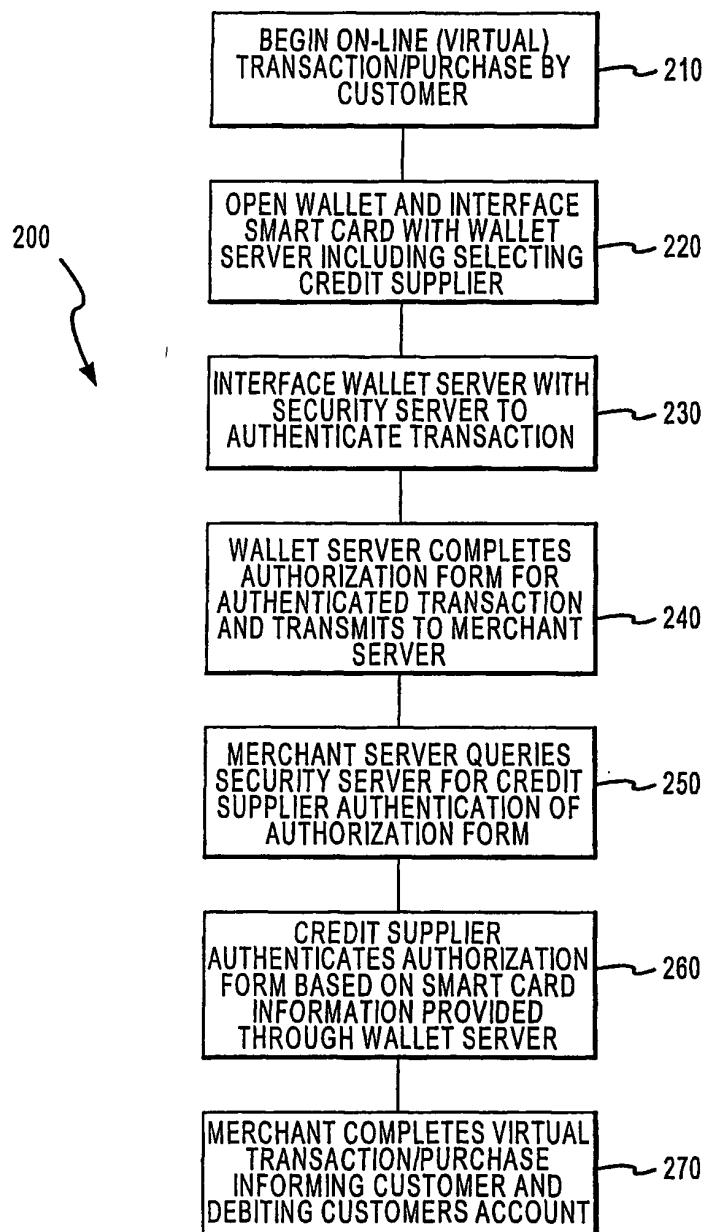 BEGIN ON-LINE (VIRTUAL)
TRANSACTION/PURCHASE BY
CUSTOMER
210
OPEN WALLET AND INTERFACE
SMART CARD WITH WALLET
SERVER INCLUDING SELECTING
CREDIT SUPPLIER
220
200
INTERFACE WALLET SERVER WITH
SECURITY SERVER TO
AUTHENTICATE TRANSACTION
230
WALLET SERVER COMPLETES
AUTHORIZATION FORM FOR
AUTHENTICATED TRANSACTION
AND TRANSMITS TO MERCHANT
SERVER
240
MERCHANT SERVER QUERIES
SECURITY SERVER FOR CREDIT
SUPPLIER AUTHENTICATION OF
AUTHORIZATION FORM
250
CREDIT SUPPLIER
AUTHENTICATES AUTHORIZATION
FORM BASED ON SMART CARD
INFORMATION PROVIDED
THROUGH WALLET SERVER
260
MERCHANT COMPLETES VIRTUAL
TRANSACTION/PURCHASE
INFORMING CUSTOMER AND
DEBITING CUSTOMERS ACCOUNT
270